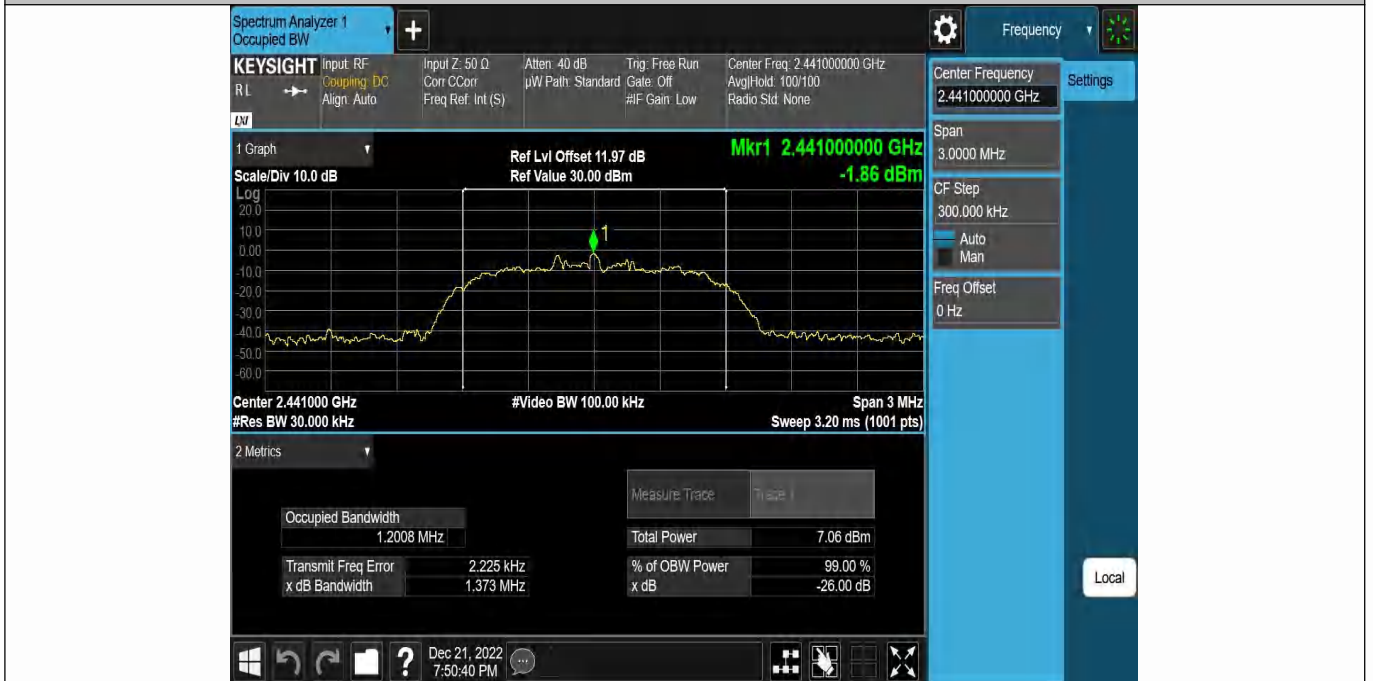 Spectrum Analyzer 1
Occupied BW
+
Frequency
KEYSIGHT
R L
LXI
Input: RF
Coupling: DC
Align: Auto
Input Z: 50 Ω
Corr CCorr
Freq Ref: Int (S)
Atten: 40 dB
µW Path: Standard
Trig: Free Run
Gate: Off
#IF Gain: Low
Center Freq: 2.441000000 GHz
Avg|Hold: 100/100
Radio Std: None
Center Frequency
2.441000000 GHz
Settings
Span
3.0000 MHz
CF Step
300.000 kHz
Auto
Man
Freq Offset
0 Hz
Local
1 Graph
Scale/Div 10.0 dB
Ref Lvl Offset 11.97 dB
Ref Value 30.00 dBm
Mkr1 2.441000000 GHz
-1.86 dBm
Log
20.0
10.0
0.00
-10.0
-20.0
-30.0
-40.0
-50.0
-60.0
1
Center 2.441000 GHz
#Video BW 100.00 kHz
Span 3 MHz
#Res BW 30.000 kHz
Sweep 3.20 ms (1001 pts)
2 Metrics
Measure Trace Trace 1
Occupied Bandwidth
1.2008 MHz
Total Power 7.06 dBm
Transmit Freq Error 2.225 kHz
% of OBW Power 99.00 %
x dB Bandwidth 1.373 MHz
x dB -26.00 dB
?
Dec 21, 2022
7:50:40 PM